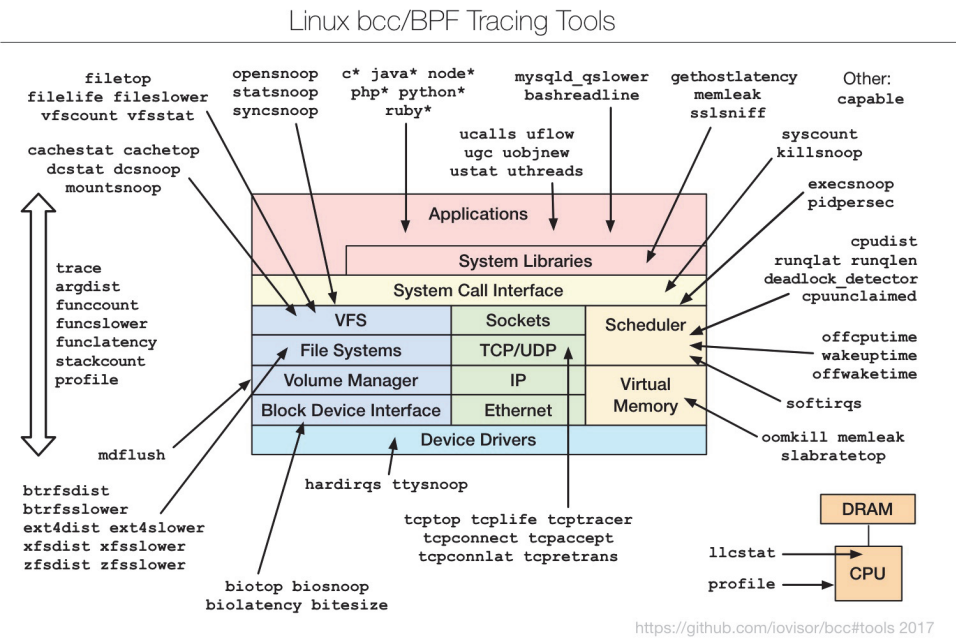 Linux bcc/BPF Tracing Tools
filetop
filelife fileslower
vfscount vfsstat
opensnoop
statsnoop
syncsnoop
c* java* node*
php* python*
ruby*
mysqld_qslower
bashreadline
gethostlatency
memleak
sslsniff
Other:
capable
ucalls uflow
ugc uobjnew
ustat uthreads
syscount
killsnoop
cachestat cachetop
dcstat dcsnoop
mountsnoop
execsnoop
pidpersec
Applications
System Libraries
System Call Interface
cpudist
runqlat runqlen
deadlock_detector
cpuunclaimed
trace
argdist
funccount
funcslower
funclatency
stackcount
profile
VFS
Sockets
Scheduler
File Systems
TCP/UDP
Volume Manager
IP
Virtual
Memory
Block Device Interface
Ethernet
Device Drivers
offcputime
wakeuptime
offwaketime
softirqs
oomkill memleak
slabratetop
mdflush
hardirqs ttysnoop
btrfsdist
btrfsslower
ext4dist ext4slower
xfsdist xfsslower
zfsdist zfsslower
tcptop tcplife tcptracer
tcpconnect tcpaccept
tcpconnlat tcpretrans
biotop biosnoop
biolatency bitesize
DRAM
llcstat
CPU
profile
https://github.com/iovisor/bcc#tools 2017